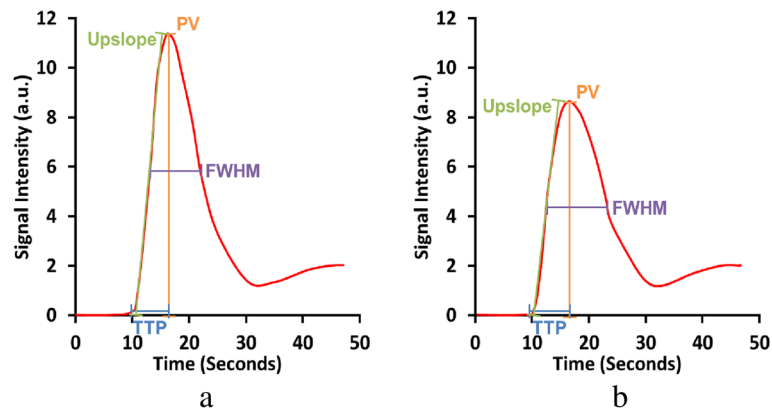 12
10
8
6
4
2
0
Signal Intensity (a.u.)
Upslope
PV
FWHM
TTP
0
10
20
30
40
50
Time (Seconds)
a
12
10
8
6
4
2
0
Signal Intensity (a.u.)
Upslope
PV
FWHM
TTP
0
10
20
30
40
50
Time (Seconds)
b